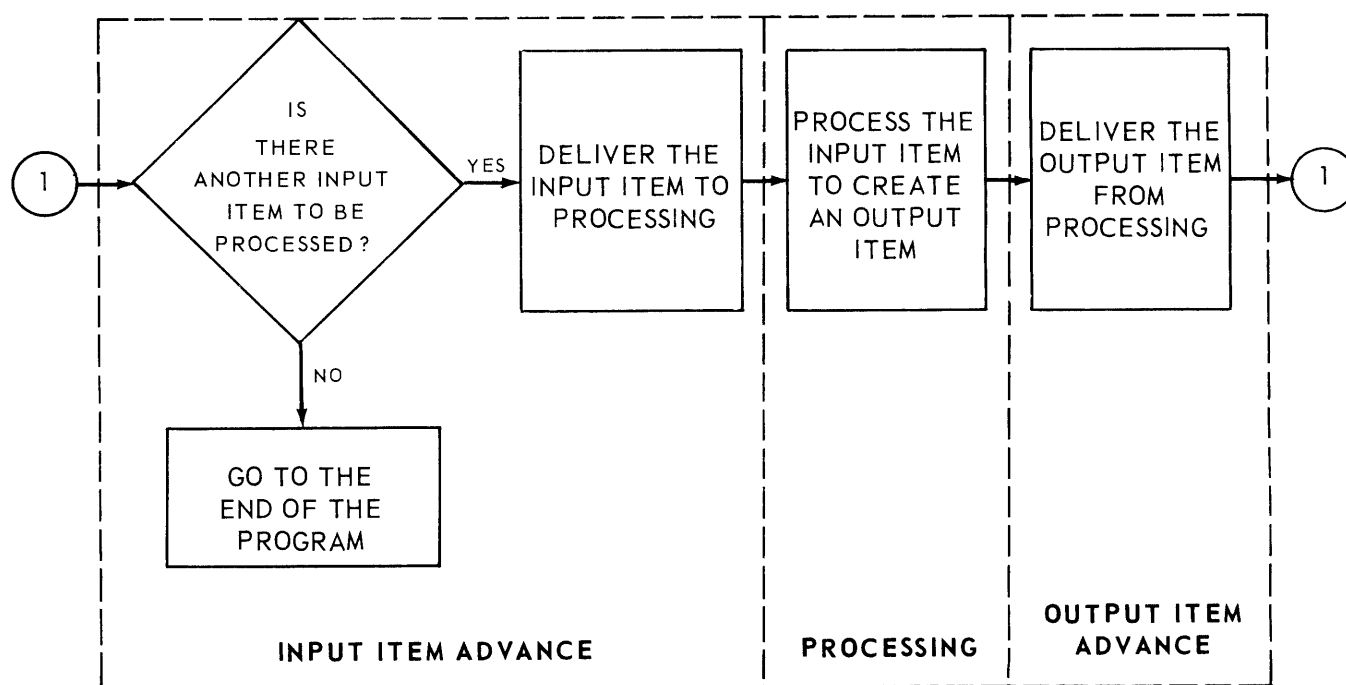 1
IS
THERE
ANOTHER INPUT
ITEM TO BE
PROCESSED?
YES
NO
GO TO THE
END OF THE
PROGRAM
DELIVER THE
INPUT ITEM TO
PROCESSING
PROCESS THE
INPUT ITEM
TO CREATE
AN OUTPUT
ITEM
DELIVER THE
OUTPUT ITEM
FROM
PROCESSING
1
INPUT ITEM ADVANCE
PROCESSING
OUTPUT ITEM
ADVANCE